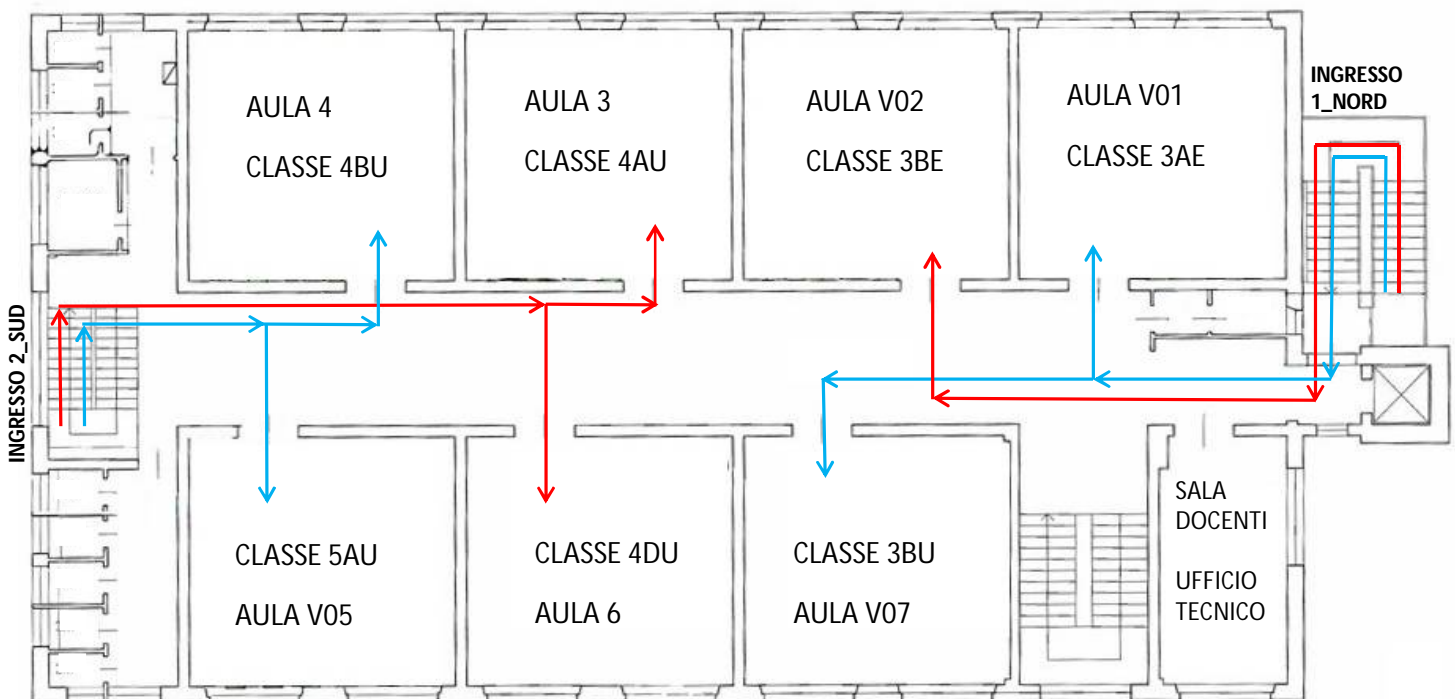 INGRESSO
1_NORD
AULA 4
CLASSE 4BU
AULA 3
CLASSE 4AU
AULA V02
CLASSE 3BE
AULA V01
CLASSE 3AE
INGRESSO 2_SUD
CLASSE 5AU
AULA V05
CLASSE 4DU
AULA 6
CLASSE 3BU
AULA V07
SALA
DOCENTI
UFFICIO
TECNICO